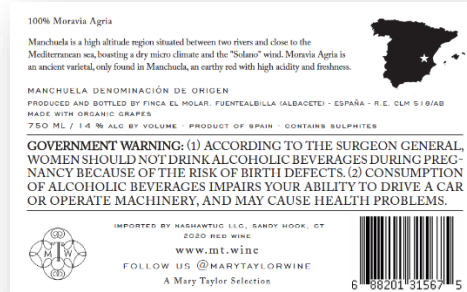 100% Moravia Agria
Manchuela is a high altitude region situated between two rivers and close to the
Mediterranean sea, boasting a dry micro climate and the "Solano" wind. Moravia Agria is
an ancient varietal, only found in Manchuela, an earthy red with high acidity and freshness.
MANCHUELA DENOMINACIÓN DE ORIGEN
PRODUCED AND BOTTLED BY FINCA EL MOLAR. FUENTEALBILLA (ALBACETE) - ESPAÑA - R.E. CLM 518/AB
MADE WITH ORGANIC GRAPES
750 ML / 14 % ALC BY VOLUME · PRODUCT OF SPAIN · CONTAINS SULPHITES
GOVERNMENT WARNING: (1) ACCORDING TO THE SURGEON GENERAL,
WOMEN SHOULD NOT DRINK ALCOHOLIC BEVERAGES DURING PREG-
NANCY BECAUSE OF THE RISK OF BIRTH DEFECTS. (2) CONSUMPTION
OF ALCOHOLIC BEVERAGES IMPAIRS YOUR ABILITY TO DRIVE A CAR
OR OPERATE MACHINERY, AND MAY CAUSE HEALTH PROBLEMS.
M T W
IMPORTED BY NASHAWTUC LLC, SANDY HOOK, CT
2020 RED WINE
www.mt.wine
FOLLOW US @MARYTAYLORWINE
A Mary Taylor Selection
6 88201 31567 5